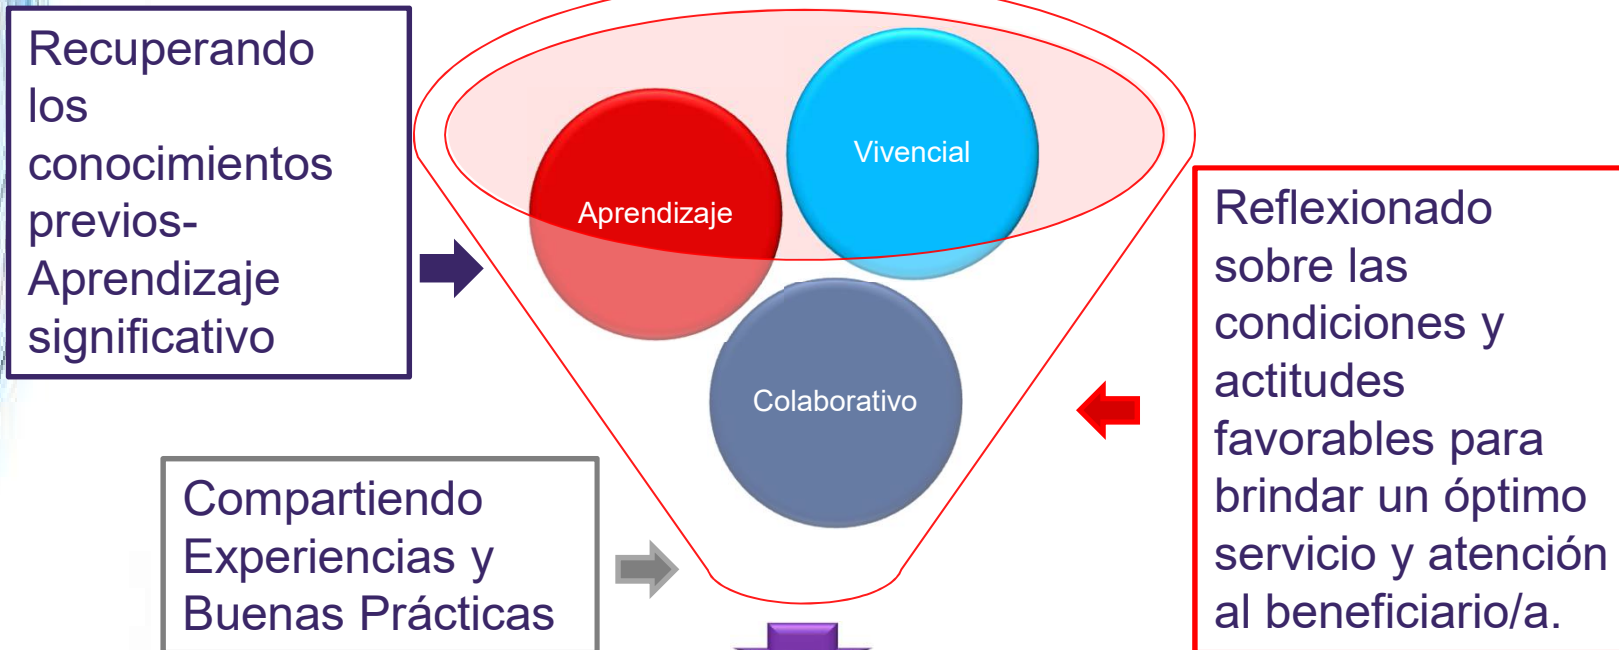 Recuperando
los
conocimientos
previos-
Aprendizaje
significativo
Vivencial
Aprendizaje
Colaborativo
Reflexionado
sobre las
condiciones y
actitudes
favorables para
brindar un óptimo
servicio y atención
al beneficiario/a.
Compartiendo
Experiencias y
Buenas Prácticas